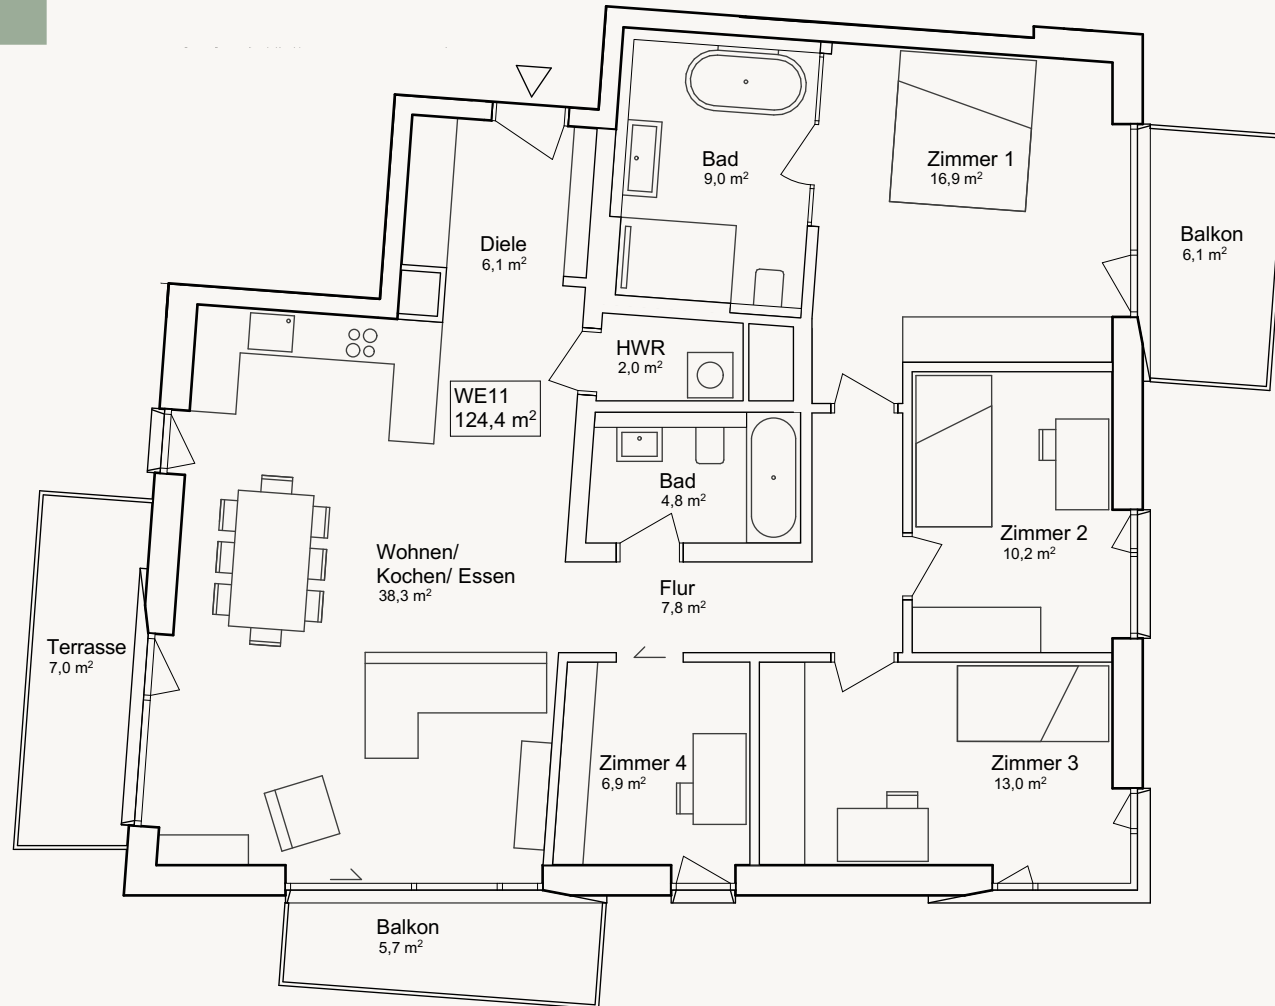 Bad
9,0 m²
Zimmer 1
16,9 m²
Diele
6,1 m²
Balkon
6,1 m²
HWR
2,0 m²
WE11
124,4 m²
Bad
4,8 m²
Zimmer 2
10,2 m²
Wohnen/
Kochen/ Essen
38,3 m²
Flur
7,8 m²
Terrasse
7,0 m²
Zimmer 4
6,9 m²
Zimmer 3
13,0 m²
Balkon
5,7 m²